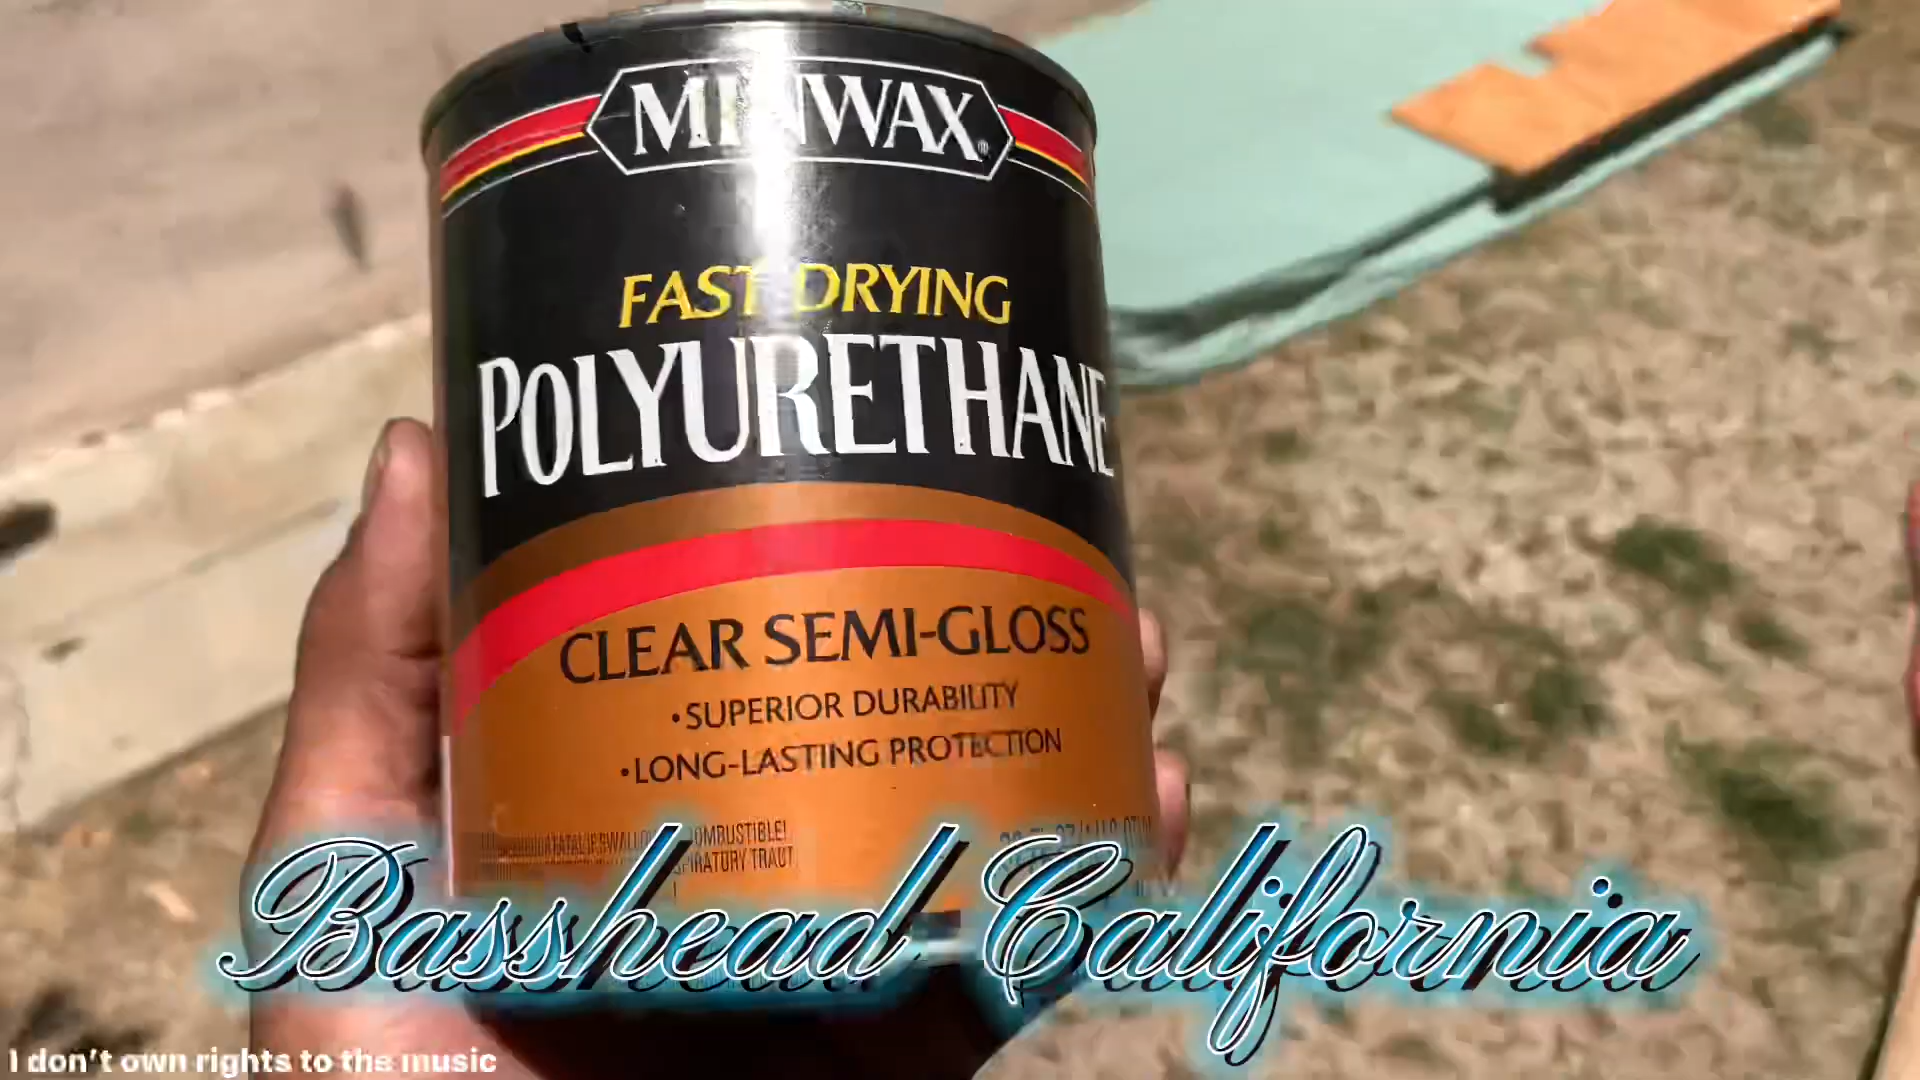 MINWAX®
FAST DRYING
POLYURETHANE
CLEAR SEMI-GLOSS
•SUPERIOR DURABILITY
•LONG-LASTING PROTECTION
COMBUSTIBLE!
Basshead California
I don't own rights to the music